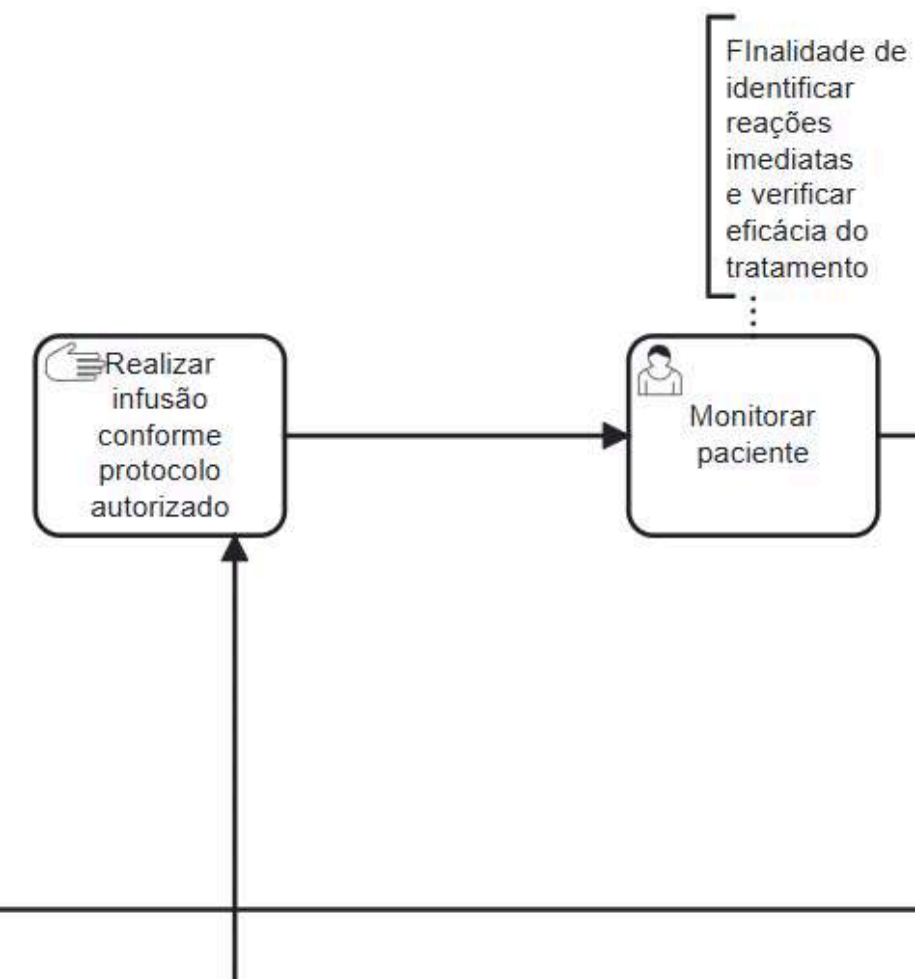 FInalidade de
identificar
reações
imediatas
e verificar
eficácia do
tratamento
Realizar
infusão
conforme
protocolo
autorizado
Monitorar
paciente